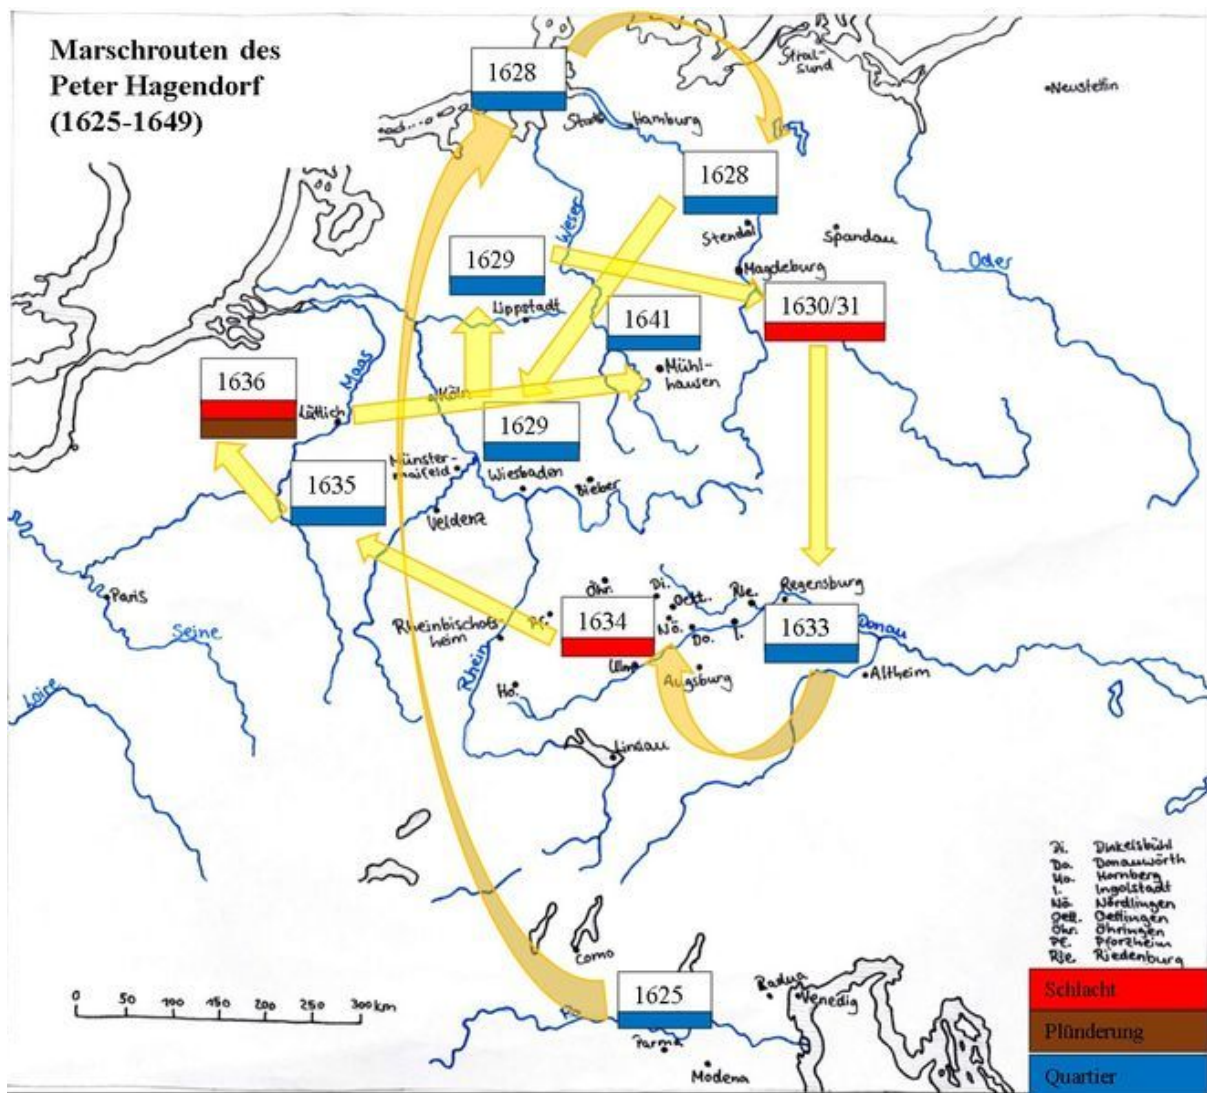 Marschrouten des
Peter Hagendorf
(1625-1649)
1628
Stral-
sund
Neustettin
Stade
Hamburg
1628
Weser
Stendal
Spandau
1629
Magdeburg
Oder
1630/31
Lippstadt
1641
Maas
Mühl-
hausen
1636
Köln
Lüttich
1629
Münster-
maifeld
Wiesbaden
Bieber
1635
Veldenz
Paris
Öhr.
Di.
Oett.
Rie.
Regensburg
Seine
Rheinbischofs-
heim
Pf.
1634
Nö.
Do.
I.
1633
Donau
Rhein
Ulm
Augsburg
Altheim
Loire
Ho.
Lindau
Di. Dinkelsbühl
Do. Donauwörth
Ho. Hornberg
I. Ingolstadt
Nö. Nördlingen
Oett. Oettingen
Öhr. Öhringen
Pf. Pforzheim
Rie. Riedenburg
Como
1625
Padua
Venedig
Po
Parma
Modena
0 50 100 150 200 250 300 km
Schlacht
Plünderung
Quartier